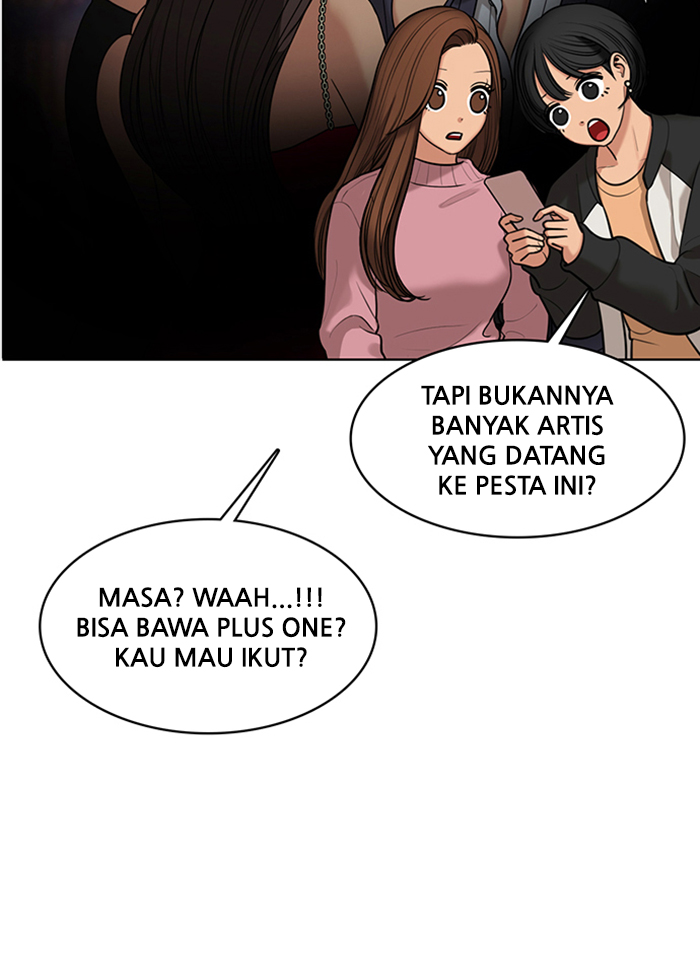 TAPI BUKANNYA
BANYAK ARTIS
YANG DATANG
KE PESTA INI?
MASA? WAAH...!!!
BISA BAWA PLUS ONE?
KAU MAU IKUT?